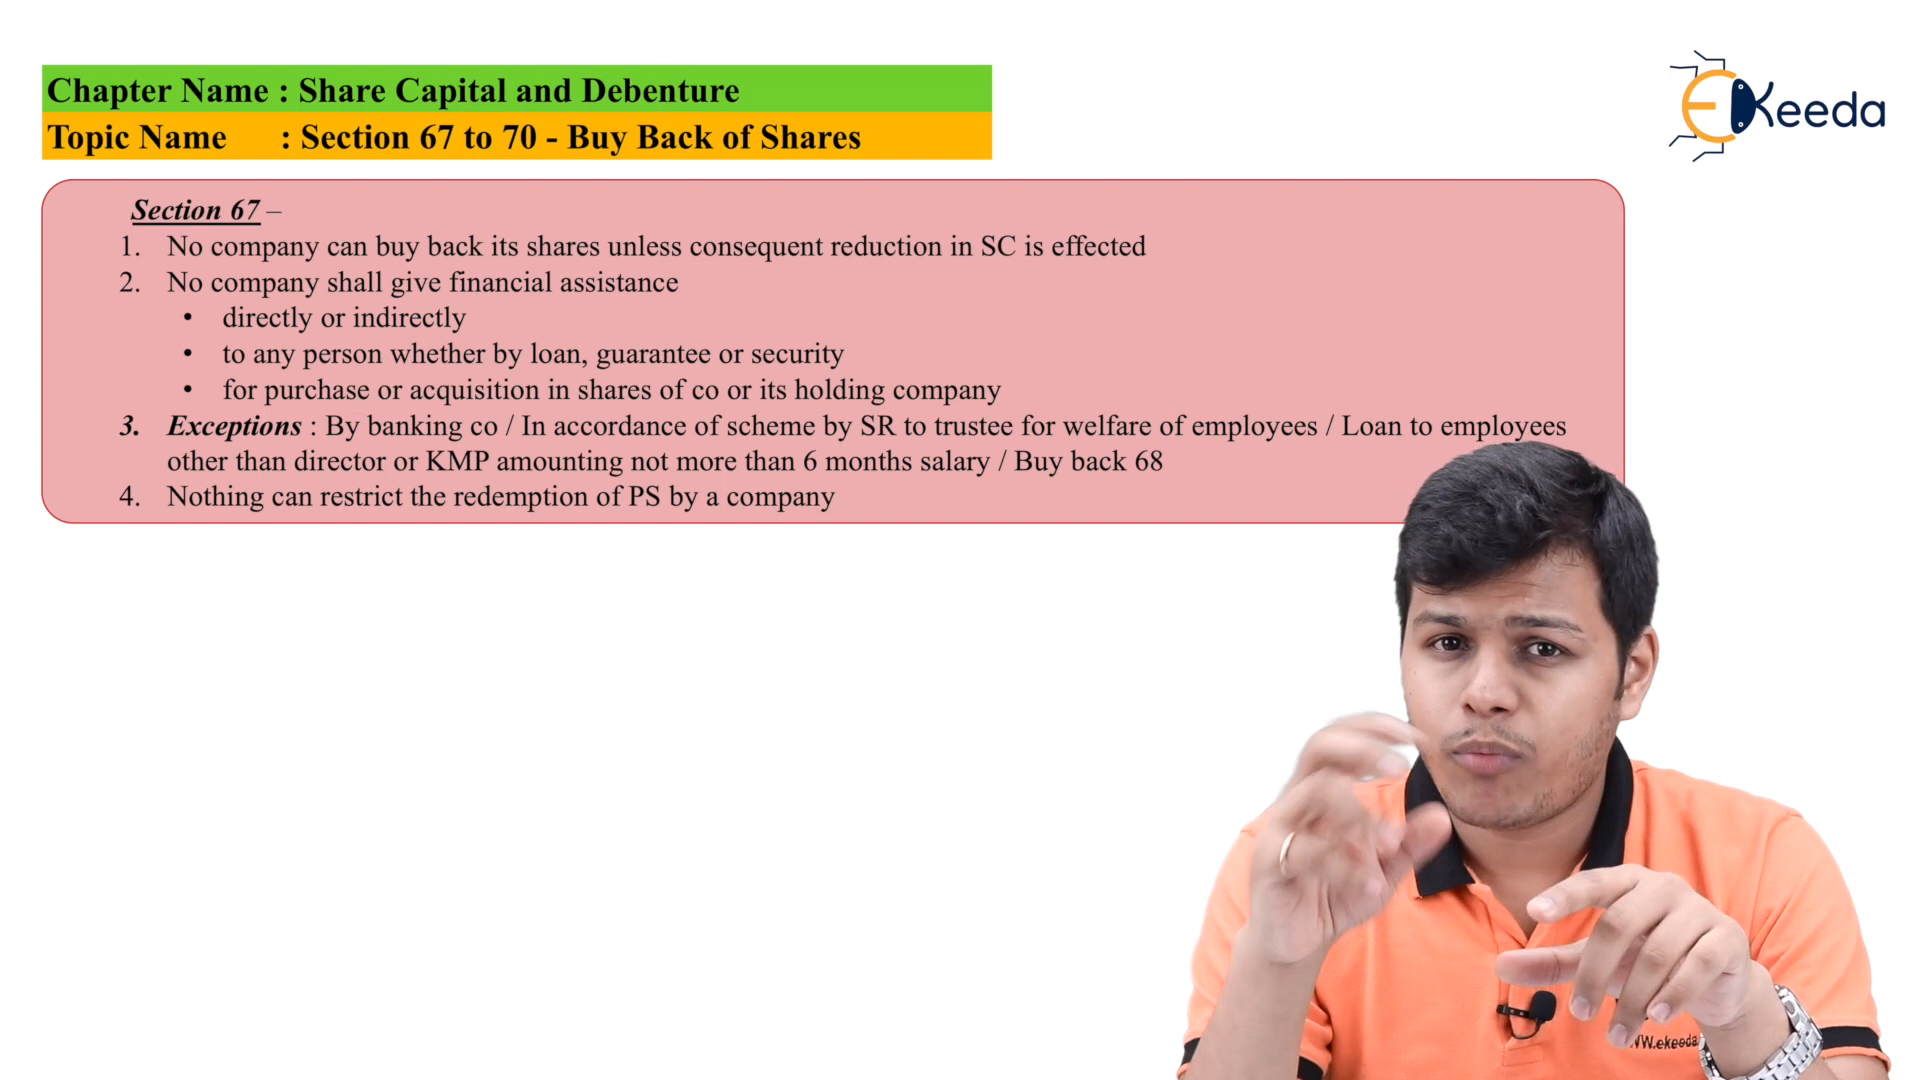 Chapter Name : Share Capital and Debenture
Topic Name : Section 67 to 70 - Buy Back of Shares
EKeeda
Section 67 –
1. No company can buy back its shares unless consequent reduction in SC is effected
2. No company shall give financial assistance
• directly or indirectly
• to any person whether by loan, guarantee or security
• for purchase or acquisition in shares of co or its holding company
3. Exceptions : By banking co / In accordance of scheme by SR to trustee for welfare of employees / Loan to employees
other than director or KMP amounting not more than 6 months salary / Buy back 68
4. Nothing can restrict the redemption of PS by a company